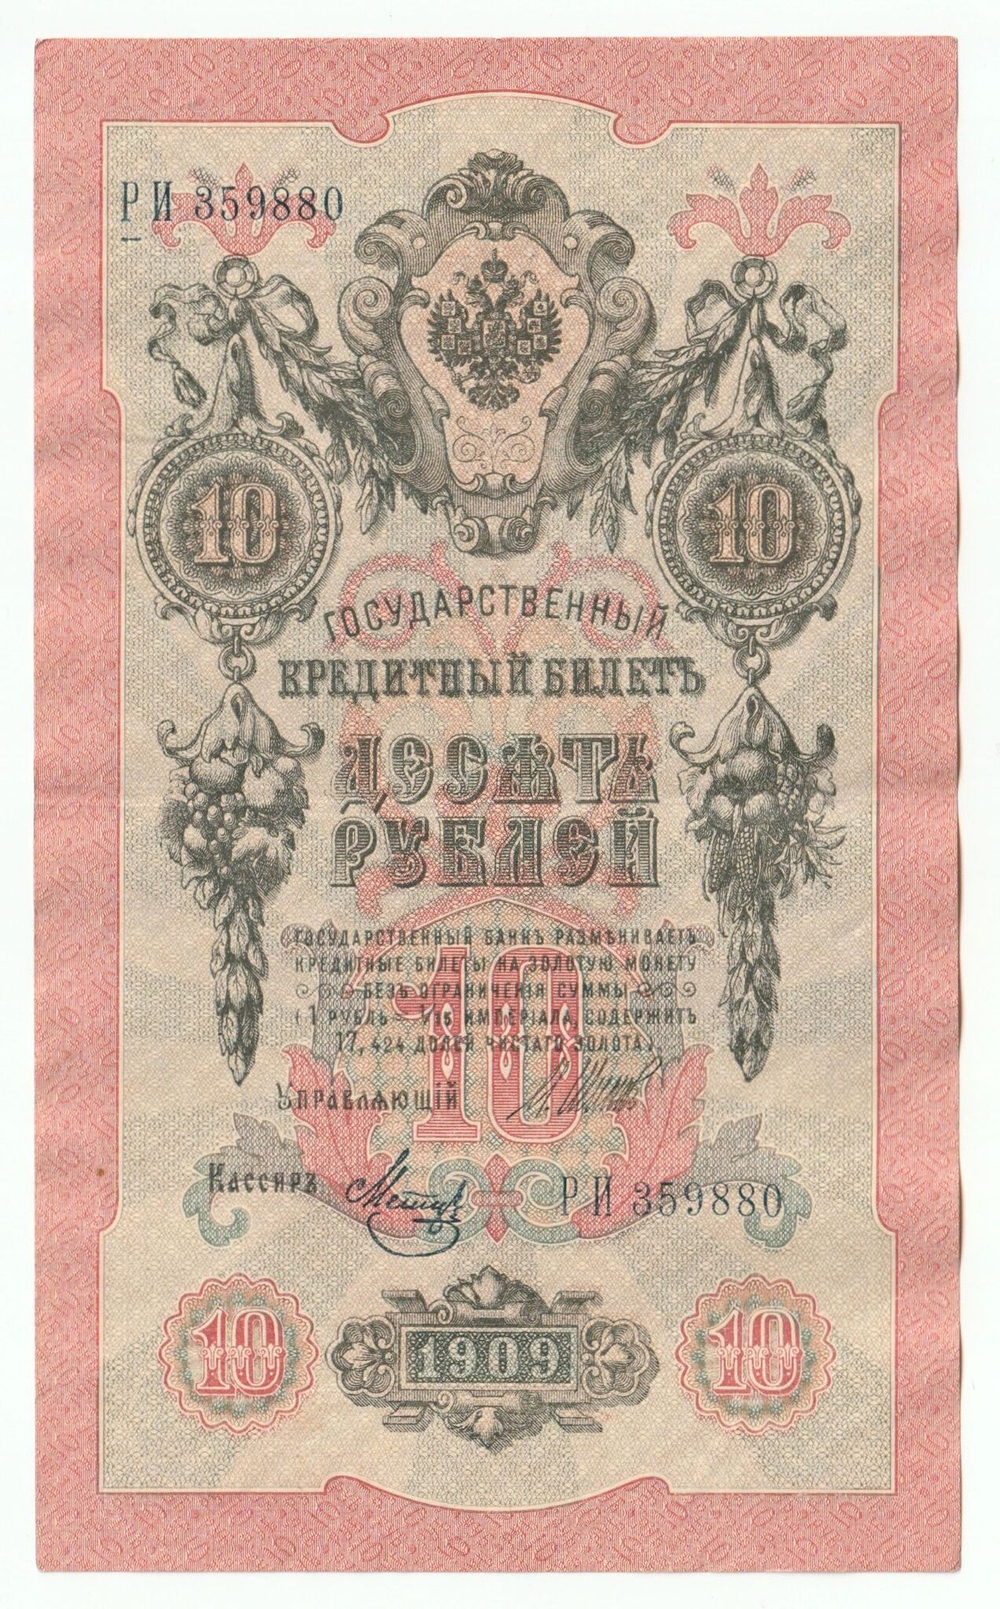 РИ 359880
10 10
ГОСУДАРСТВЕННЫЙ
КРЕДИТНЫЙ БИЛЕТЪ
ДЕСЯТЬ
РУБЛЕЙ
ГОСУДАРСТВЕННЫЙ БАНКЪ РАЗМѢНИВАЕТЪ
КРЕДИТНЫЕ БИЛЕТЫ НА ЗОЛОТУЮ МОНЕТУ
БЕЗЪ ОГРАНИЧЕНІЯ СУММЫ
(1 РУБЛЬ = 1/15 ИМПЕРІАЛА, СОДЕРЖИТЪ
17,424 ДОЛЕЙ ЧИСТАГО ЗОЛОТА).
10
Управляющій
Кассиръ
РИ 359880
10 1909 10